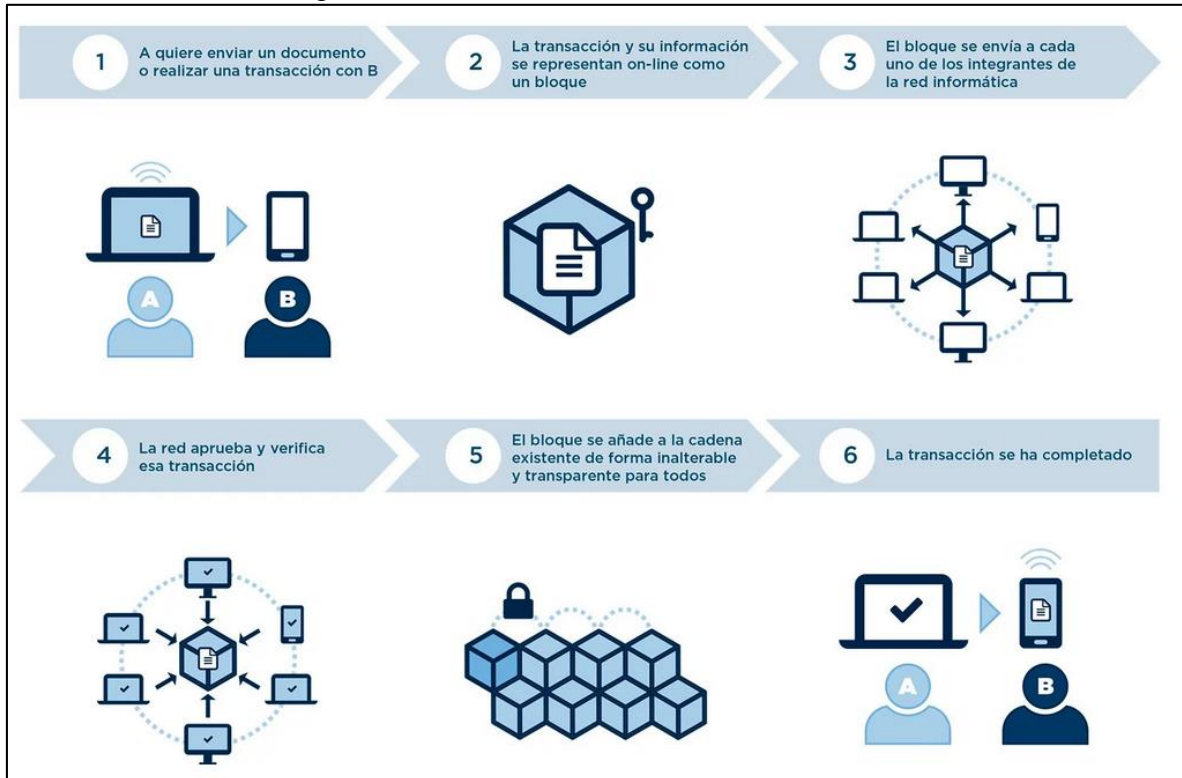 1
A quiere enviar un documento
o realizar una transacción con B
2
La transacción y su información
se representan on-line como
un bloque
3
El bloque se envía a cada
uno de los integrantes de
la red informática
A
B
4
La red aprueba y verifica
esa transacción
5
El bloque se añade a la cadena
existente de forma inalterable
y transparente para todos
6
La transacción se ha completado
A
B